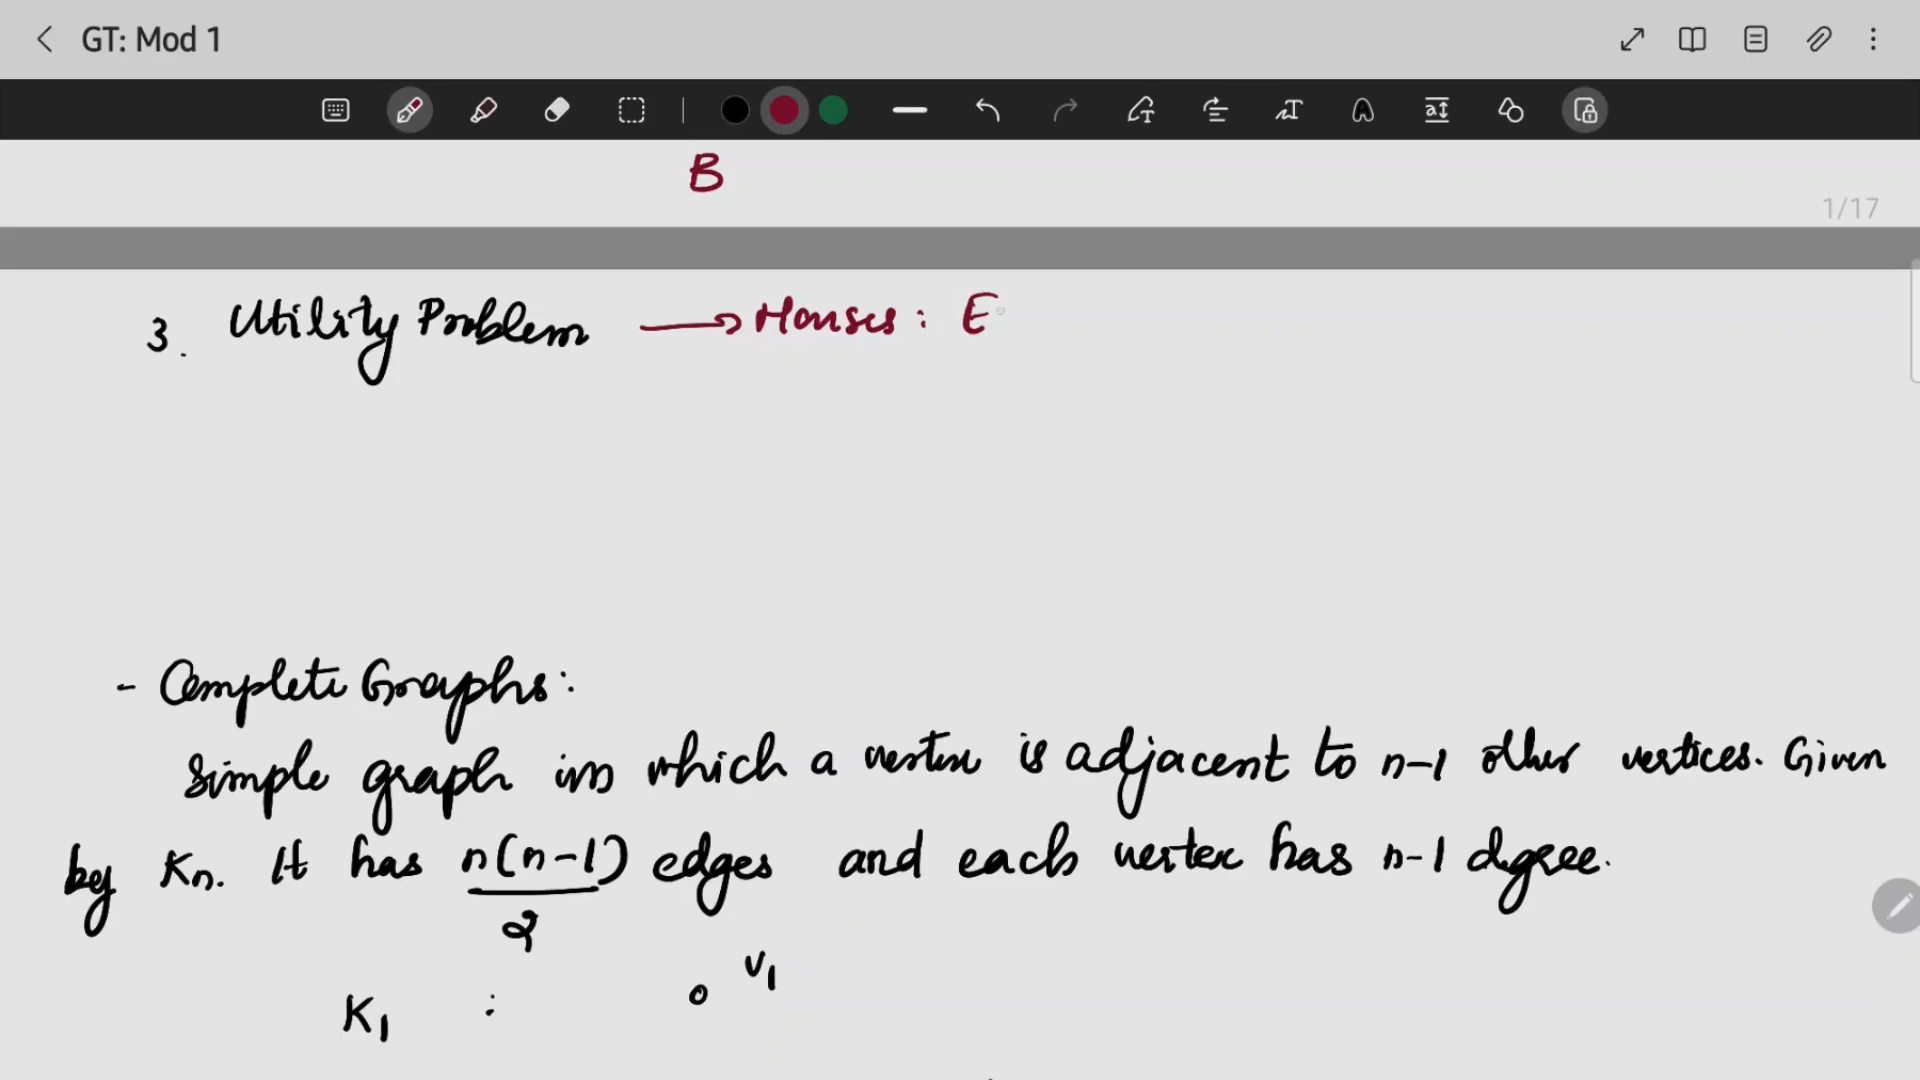 GT: Mod 1
B
1/17
3. Utility Problem → Houses: E
- Complete Graphs:
Simple graph in which a vertex is adjacent to n-1 other vertices. Given
by Kn. It has n(n-1)/2 edges and each vertex has n-1 dgree.
v1
K1 :